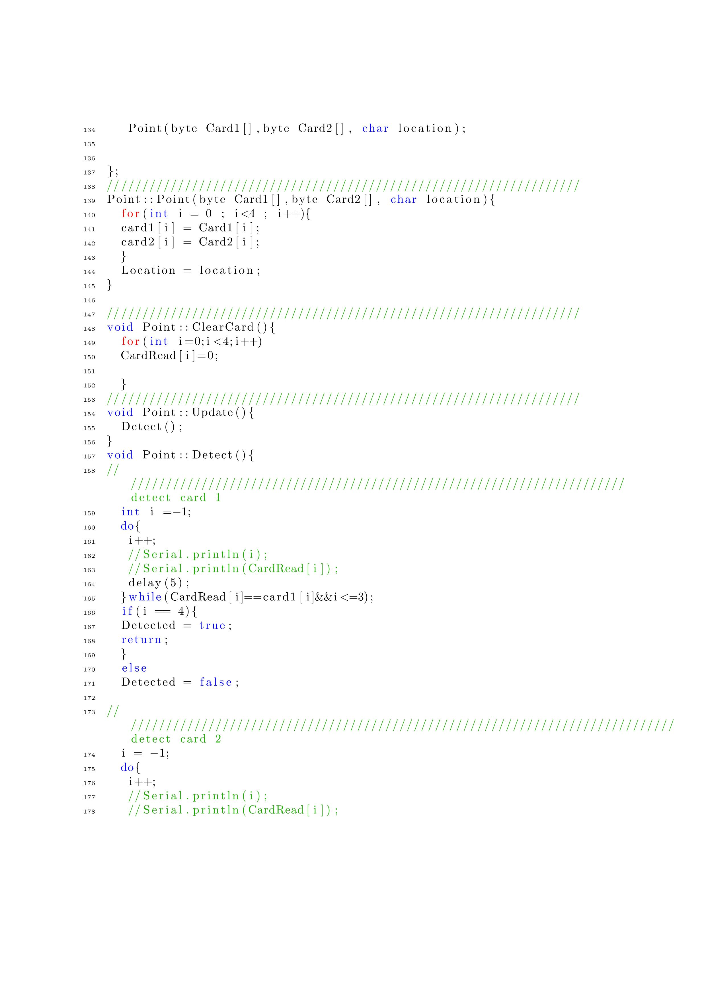 134 Point(byte Card1[],byte Card2[], char location);
135
136
137 };
138 ///////////////////////////////////////////////////////////////////
139 Point::Point(byte Card1[],byte Card2[], char location){
140 for(int i = 0 ; i<4 ; i++){
141 card1[i] = Card1[i];
142 card2[i] = Card2[i];
143 }
144 Location = location;
145 }
146
147 ///////////////////////////////////////////////////////////////////
148 void Point::ClearCard(){
149 for(int i=0;i<4;i++)
150 CardRead[i]=0;
151
152 }
153 ///////////////////////////////////////////////////////////////////
154 void Point::Update(){
155 Detect();
156 }
157 void Point::Detect(){
158 //
//////////////////////////////////////////////////////////////////////
detect card 1
159 int i =−1;
160 do{
161 i++;
162 //Serial.println(i);
163 //Serial.println(CardRead[i]);
164 delay(5);
165 }while(CardRead[i]==card1[i]&&i<=3);
166 if(i == 4){
167 Detected = true;
168 return;
169 }
170 else
171 Detected = false;
172
173 //
/////////////////////////////////////////////////////////////////////////////
detect card 2
174 i = −1;
175 do{
176 i++;
177 //Serial.println(i);
178 //Serial.println(CardRead[i]);